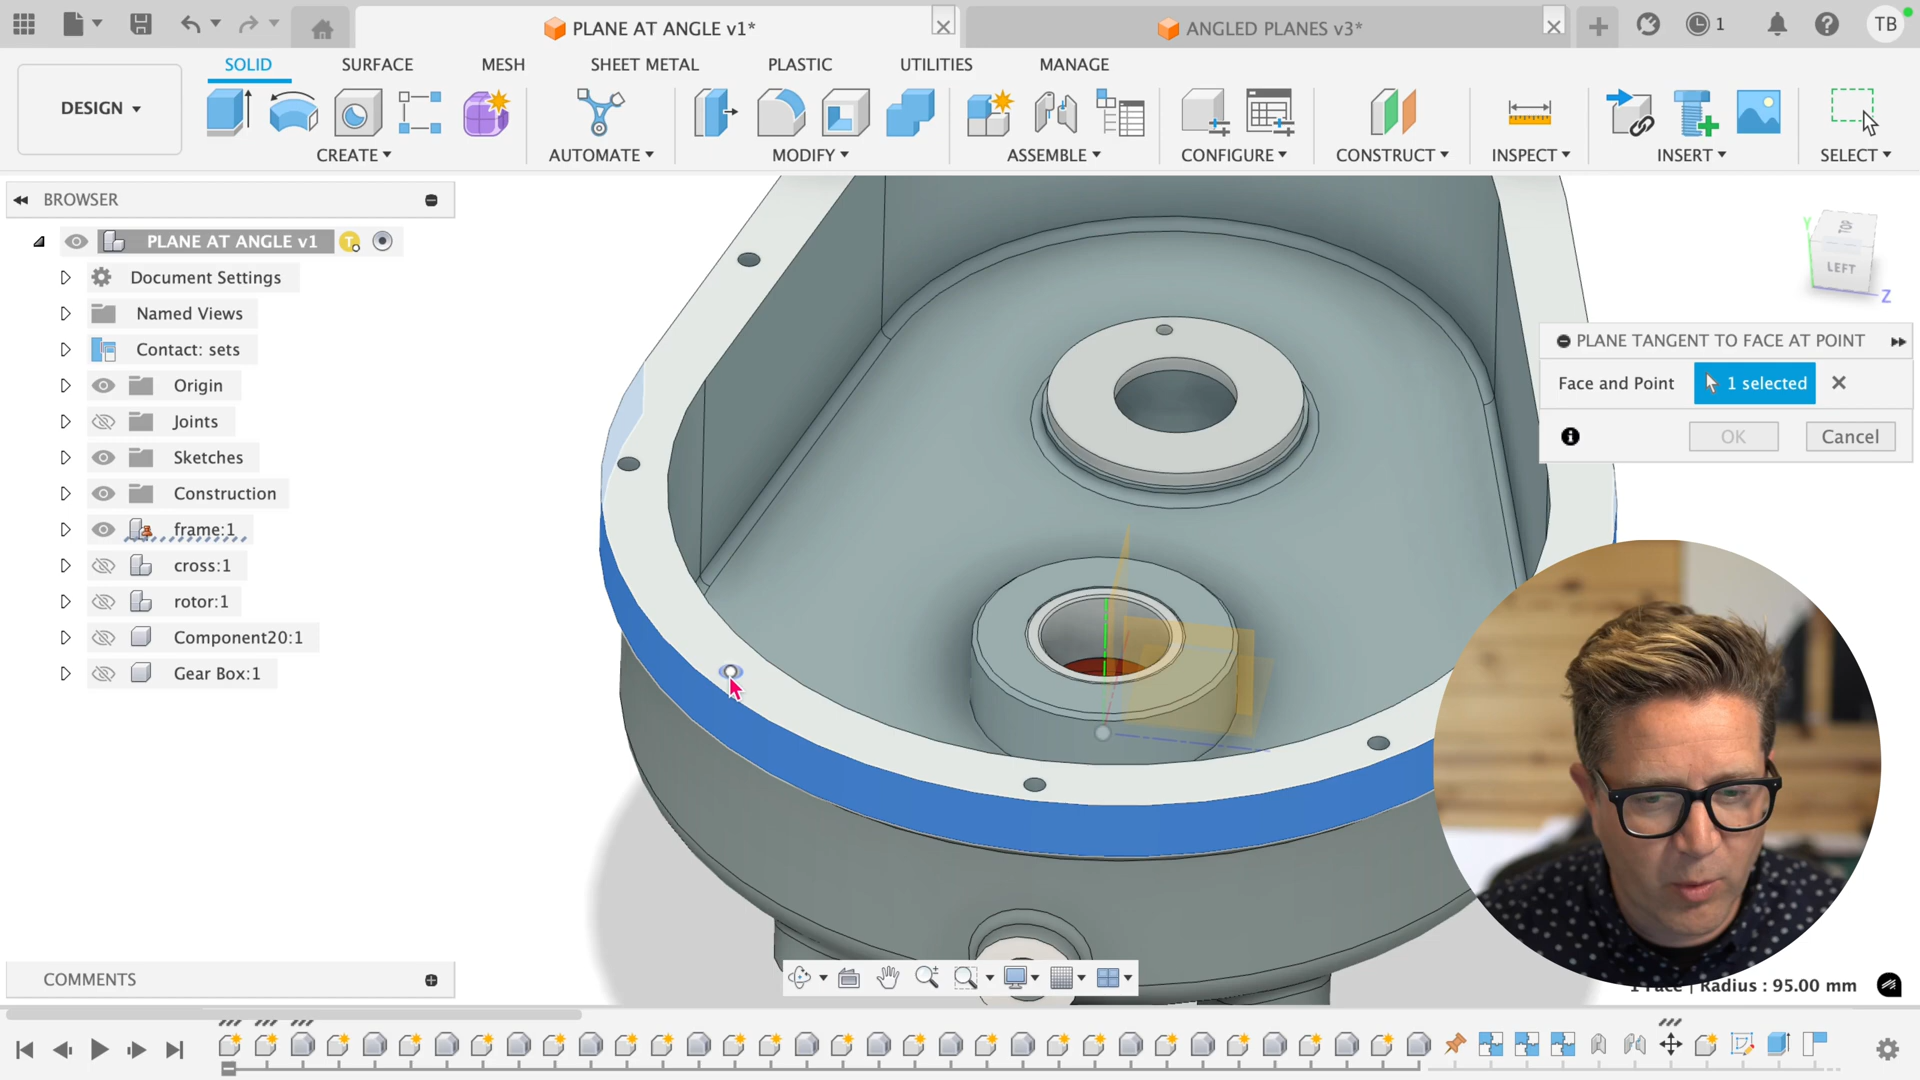 PLANE AT ANGLE v1*
ANGLED PLANES v3*
1
TB
DESIGN
SOLID
SURFACE
MESH
SHEET METAL
PLASTIC
UTILITIES
MANAGE
CREATE
AUTOMATE
MODIFY
ASSEMBLE
CONFIGURE
CONSTRUCT
INSPECT
INSERT
SELECT
BROWSER
PLANE AT ANGLE v1
T
Document Settings
Named Views
Contact: sets
Origin
Joints
Sketches
Construction
frame:1
cross:1
rotor:1
Component20:1
Gear Box:1
Y
TOP
LEFT
Z
PLANE TANGENT TO FACE AT POINT
Face and Point
1 selected
OK
Cancel
COMMENTS
1 Face | Radius : 95.00 mm